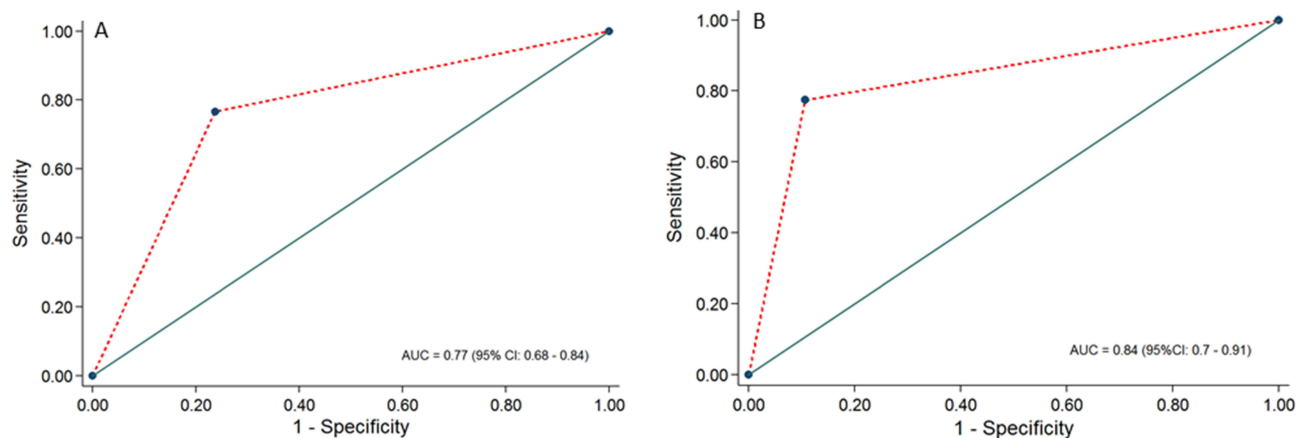 A
1.00
0.80
0.60
0.40
0.20
0.00
Sensitivity
AUC = 0.77 (95% CI: 0.68 - 0.84)
0.00 0.20 0.40 0.60 0.80 1.00
1 - Specificity
B
1.00
0.80
0.60
0.40
0.20
0.00
Sensitivity
AUC = 0.84 (95%CI: 0.7 - 0.91)
0.00 0.20 0.40 0.60 0.80 1.00
1 - Specificity